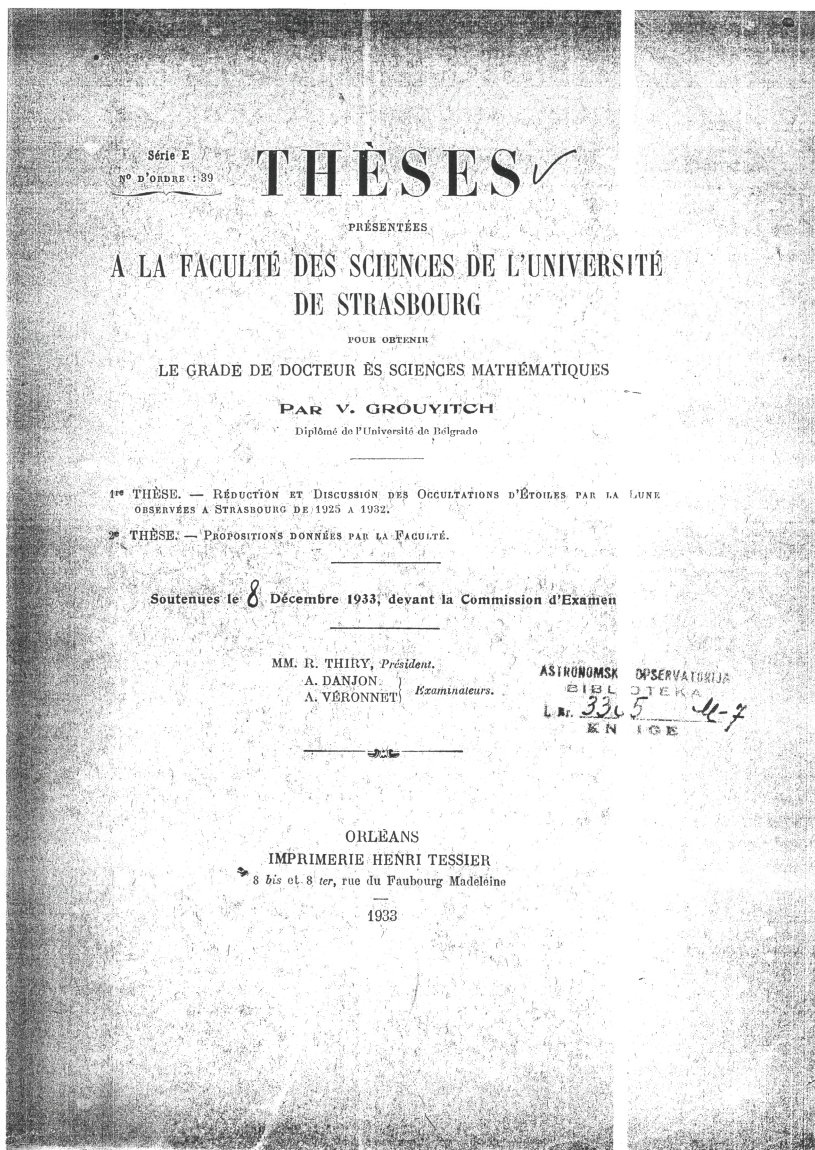 Série E
N° D'ORDRE : 39
THÈSES
PRÉSENTÉES
A LA FACULTÉ DES SCIENCES DE L'UNIVERSITÉ
DE STRASBOURG
POUR OBTENIR
LE GRADE DE DOCTEUR ÈS SCIENCES MATHÉMATIQUES
PAR V. GROUYITCH
Diplômé de l'Université de Bélgrade
1re THÈSE. — RÉDUCTION ET DISCUSSION DES OCCULTATIONS D'ÉTOILES PAR LA LUNE
OBSERVÉES A STRASBOURG DE 1925 A 1932.
2e THÈSE. — PROPOSITIONS DONNÉES PAR LA FACULTÉ.
Soutenues le 8 Décembre 1933, devant la Commission d'Examen
MM. R. THIRY, Président.
A. DANJON
A. VÉRONNET } Examinateurs.
ASTRONOMSK OPSERVATORIJA
BIBL OTEKA
KN IGE
ORLÉANS
IMPRIMERIE HENRI TESSIER
8 bis et 8 ter, rue du Faubourg Madeleine
1933